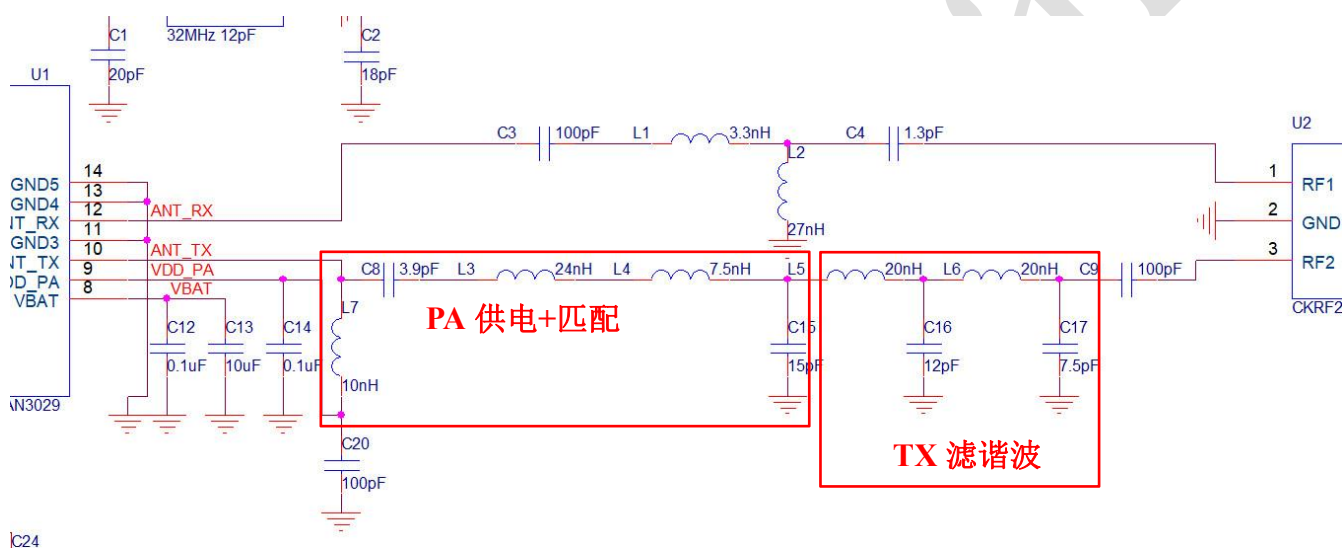 C1
32MHz 12pF
C2
U1
20pF
18pF
C3
100pF
L1
3.3nH
C4
1.3pF
U2
L2
14
GND5
13
GND4
12
ANT_RX
11
GND3
10
ANT_TX
9
VDD_PA
8
VBAT
VBAT
1
RF1
2
GND
3
RF2
27nH
C8
3.9pF
L3
24nH
L4
7.5nH
L5
20nH
L6
20nH
C9
100pF
CKRF2
L7
PA 供电+匹配
C12
C13
C14
C15
C16
C17
0.1uF
10uF
0.1uF
15pF
12pF
7.5pF
10nH
AN3029
C20
TX 滤谐波
100pF
C24